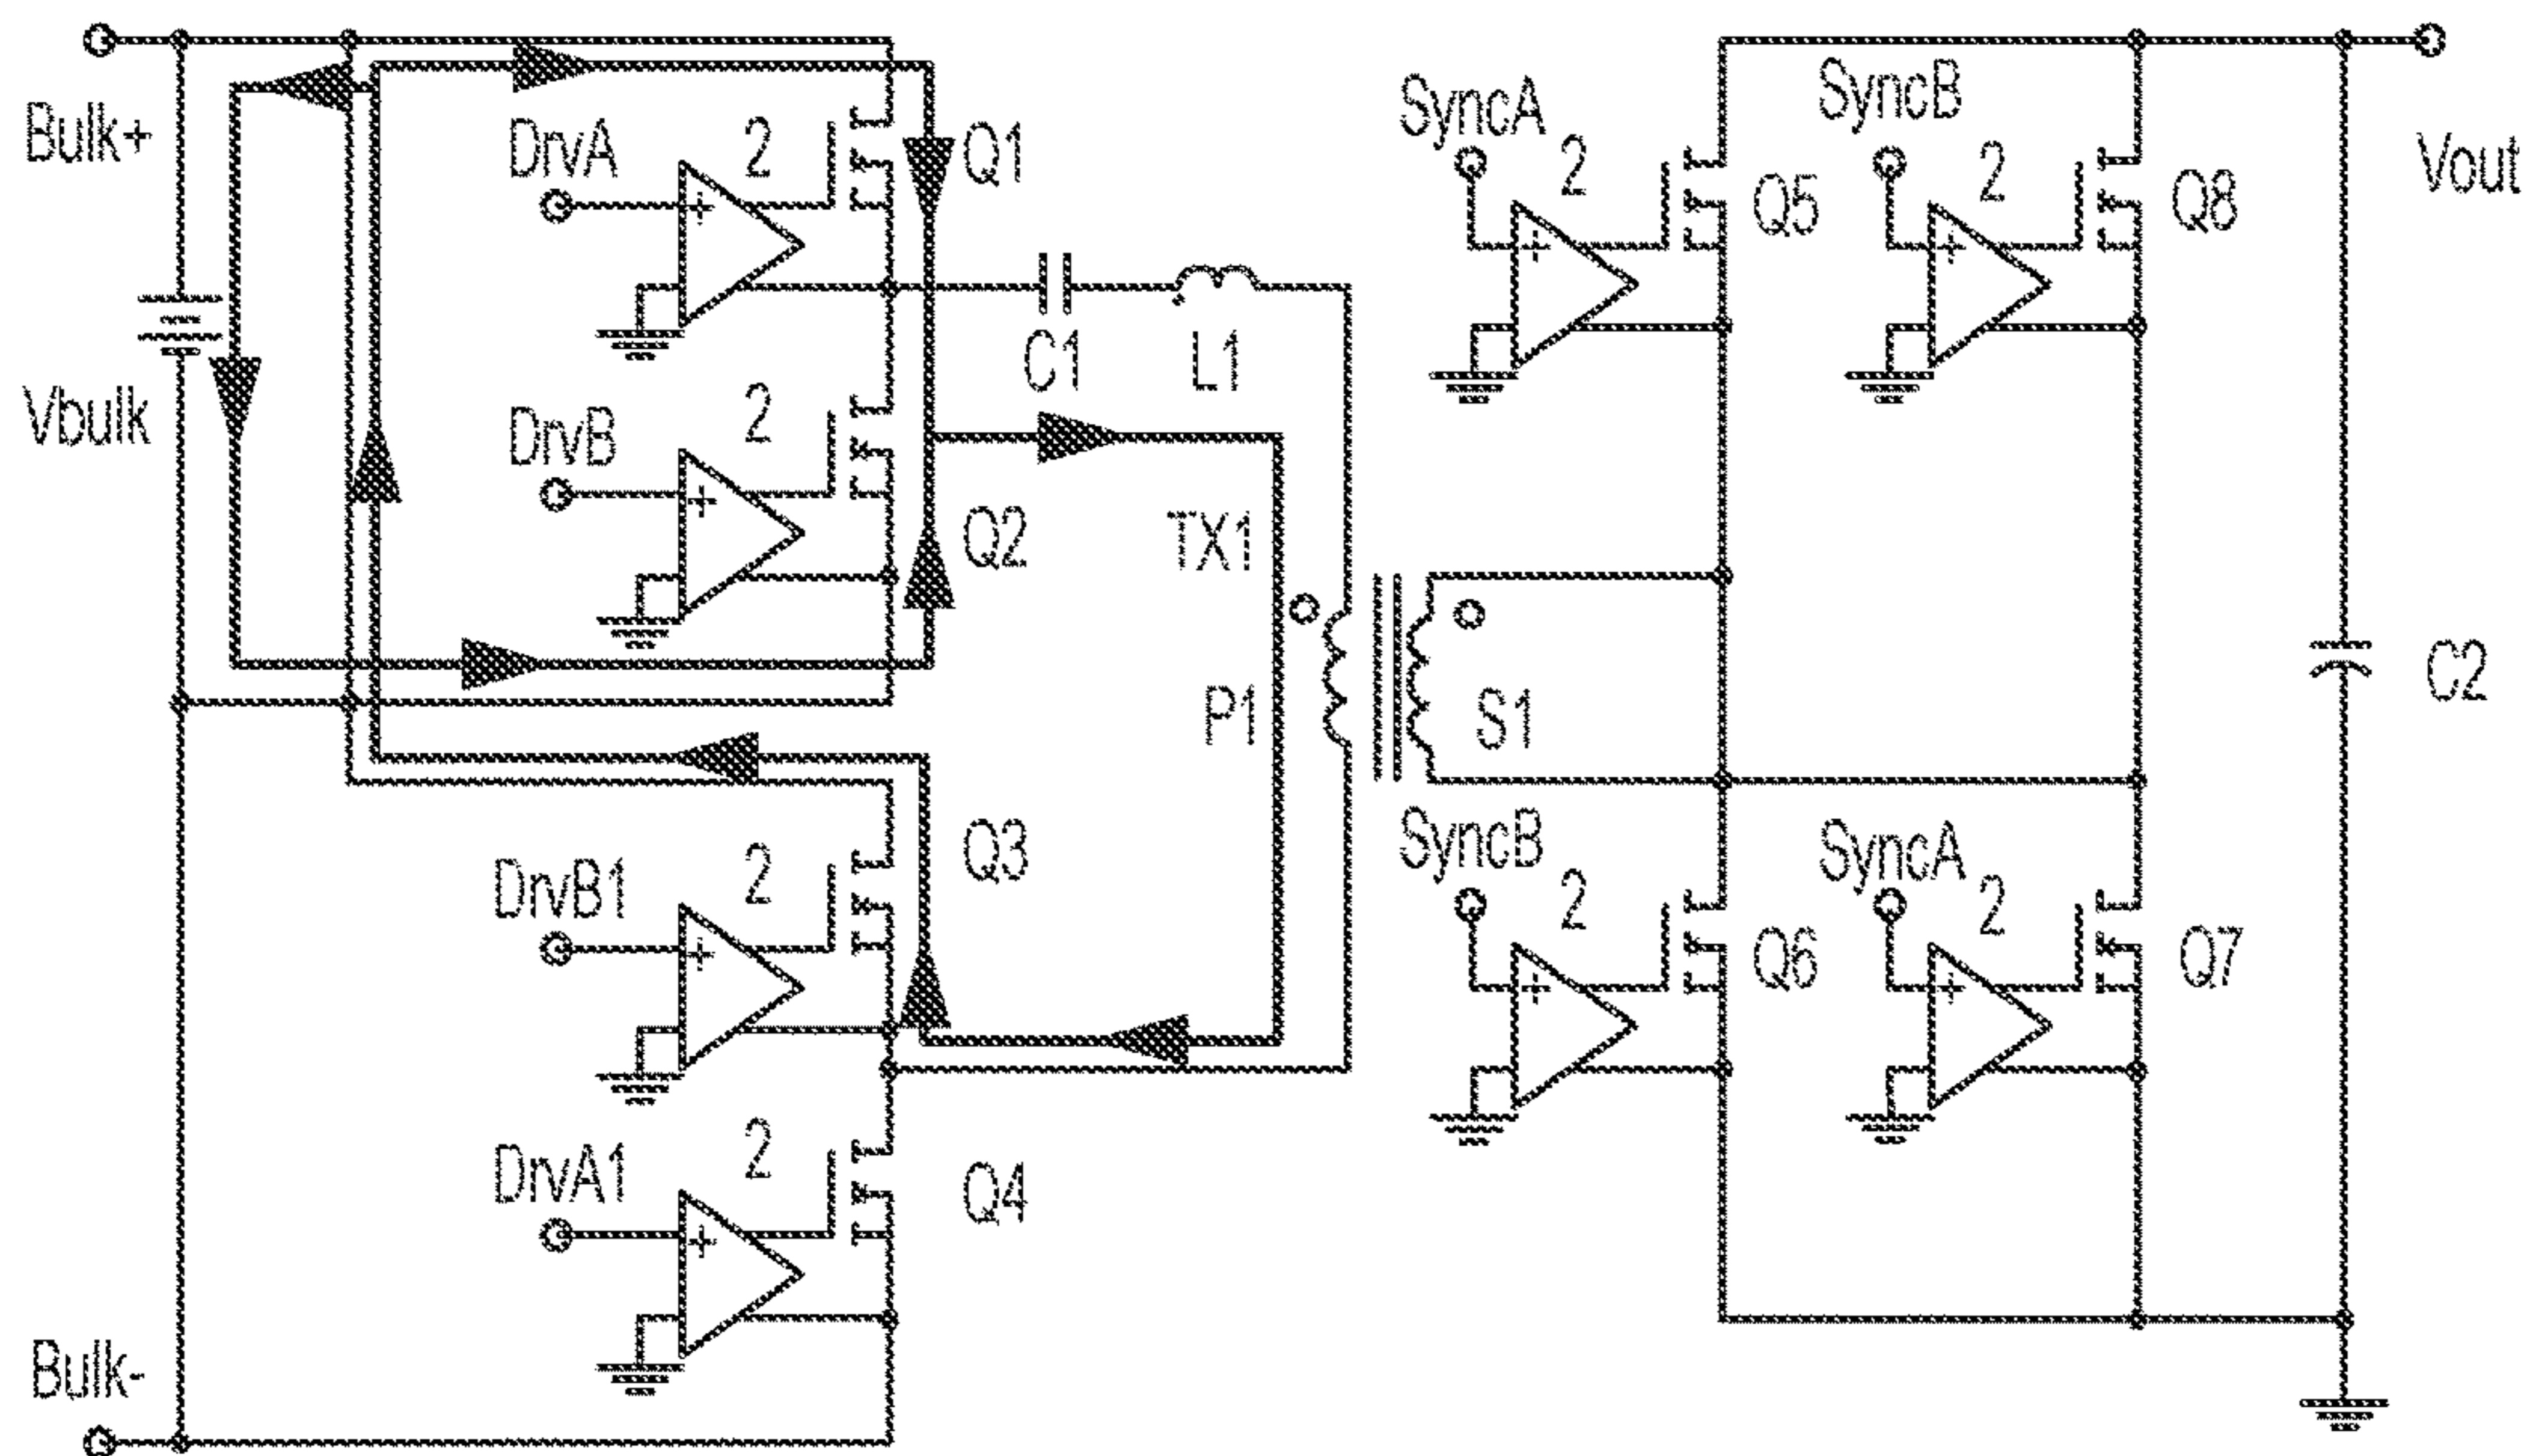 Bulk+
Vbulk
Bulk-
DrvA
2
Q1
DrvB
2
Q2
C1
L1
TX1
P1
S1
DrvB1
2
Q3
DrvA1
2
Q4
SyncA
2
Q5
SyncB
2
Q8
Vout
C2
SyncB
2
Q6
SyncA
2
Q7